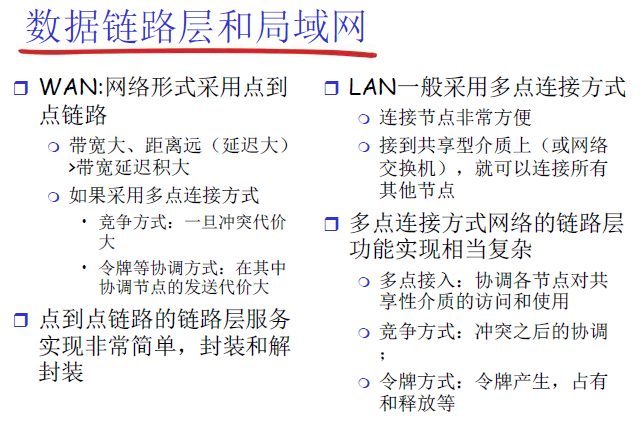 数据链路层和局域网
WAN:网络形式采用点到
点链路
带宽大、距离远（延迟大）
>带宽延迟积大
如果采用多点连接方式
竞争方式：一旦冲突代价
大
令牌等协调方式：在其中
协调节点的发送代价大
点到点链路的链路层服务
实现非常简单，封装和解
封装
LAN一般采用多点连接方式
连接节点非常方便
接到共享型介质上（或网络
交换机），就可以连接所有
其他节点
多点连接方式网络的链路层
功能实现相当复杂
多点接入：协调各节点对共
享性介质的访问和使用
竞争方式：冲突之后的协调
；
令牌方式：令牌产生，占有
和释放等